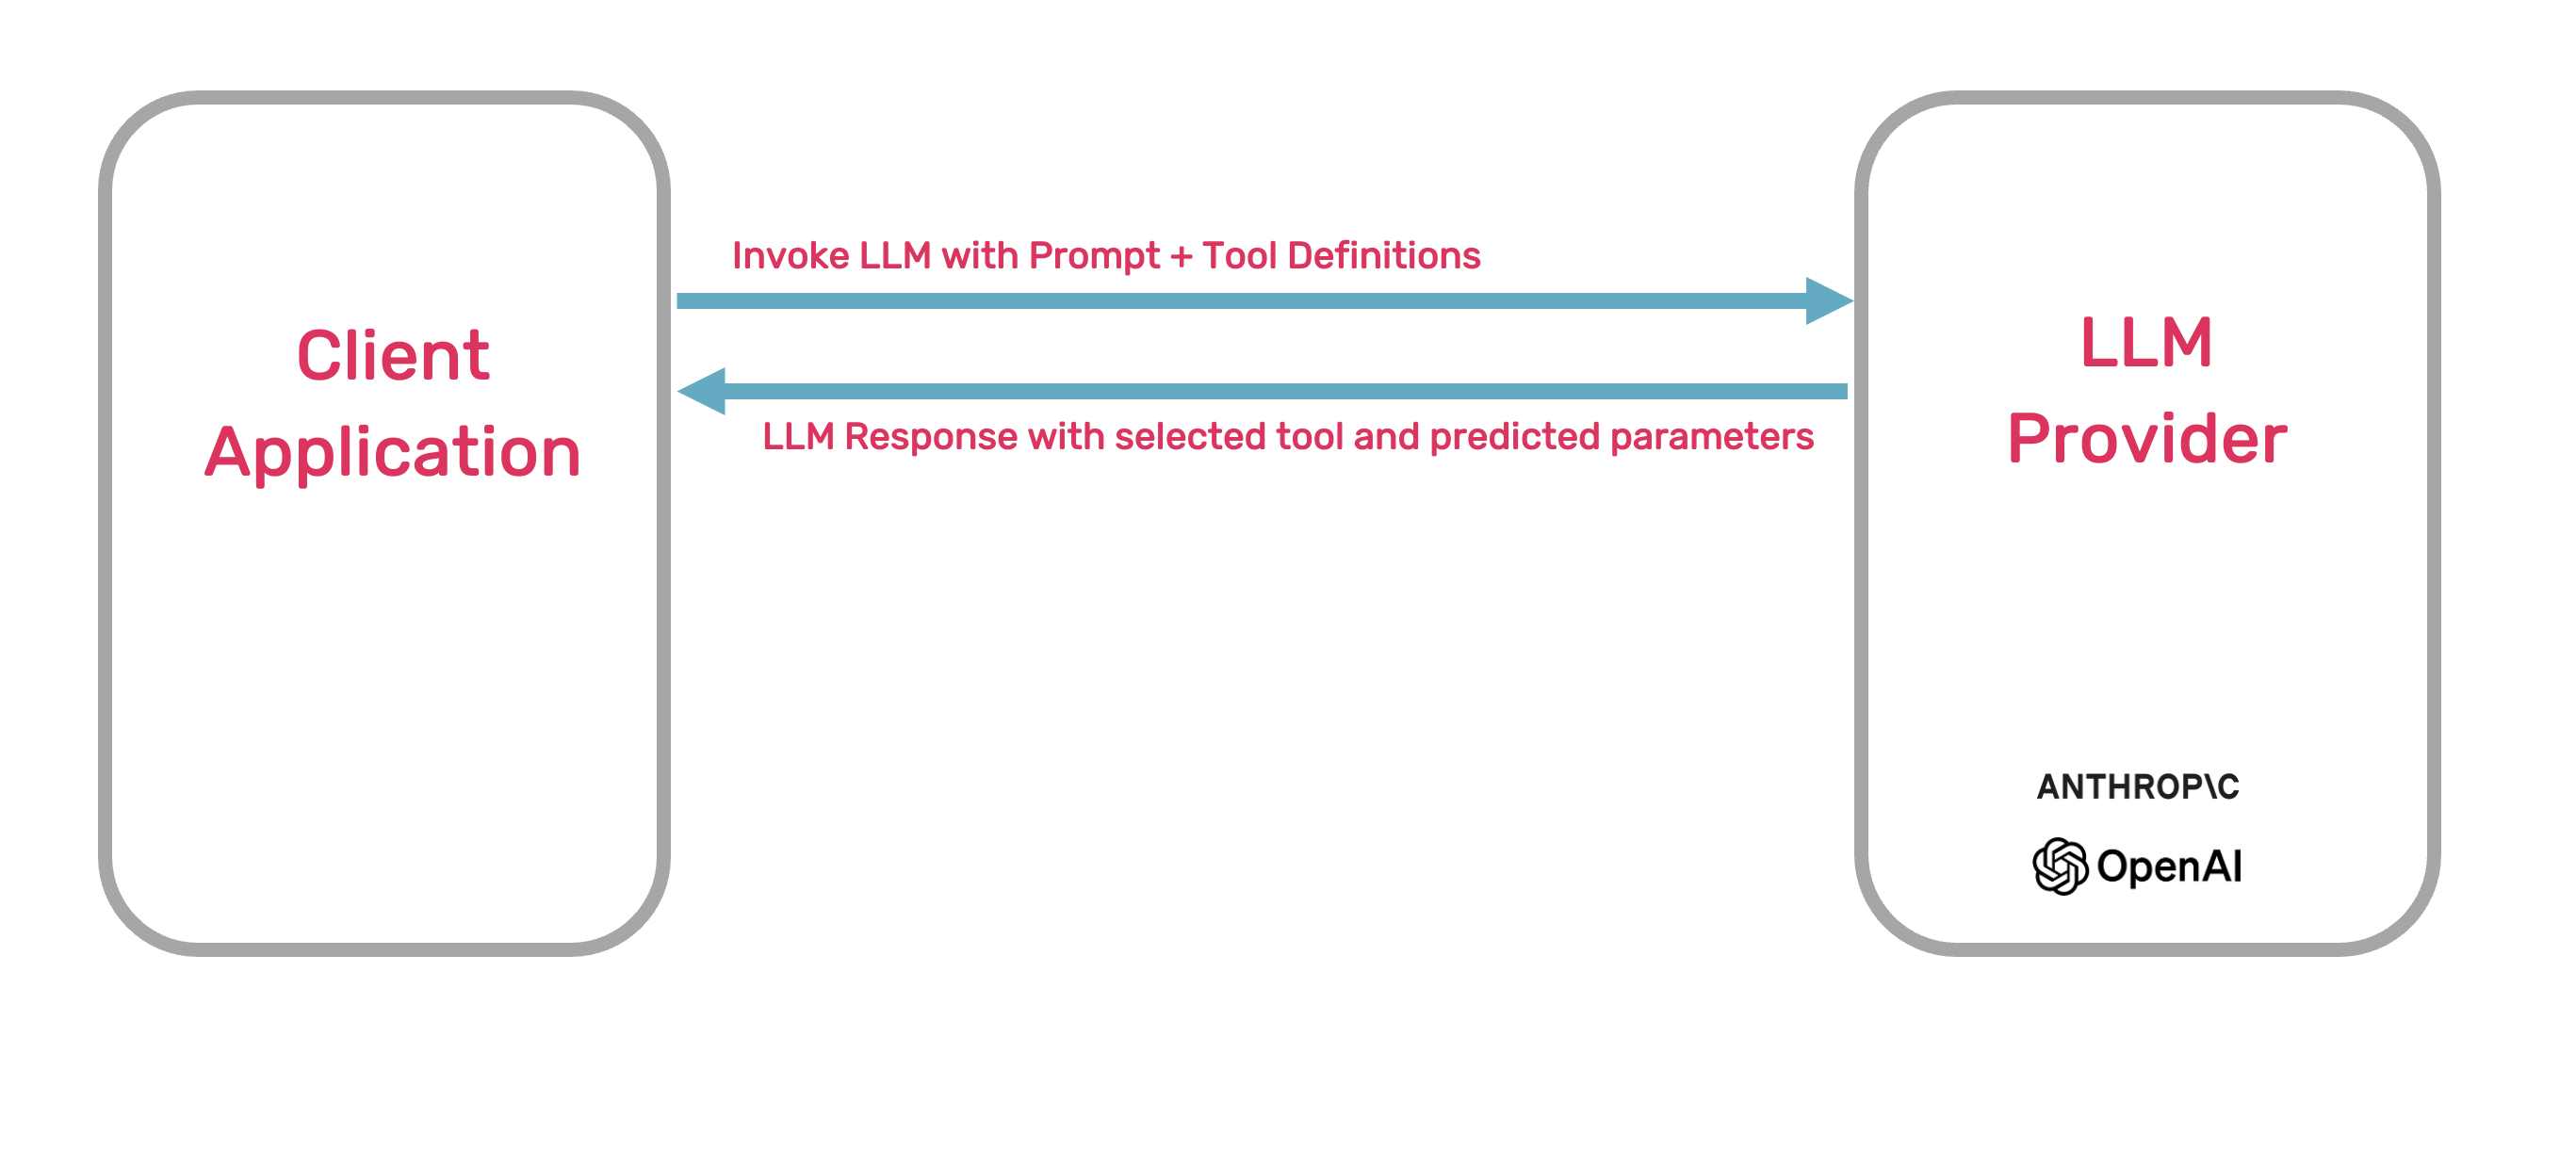 Invoke LLM with Prompt + Tool Definitions
Client
Application
LLM
Provider
LLM Response with selected tool and predicted parameters
ANTHROP\C
OpenAI